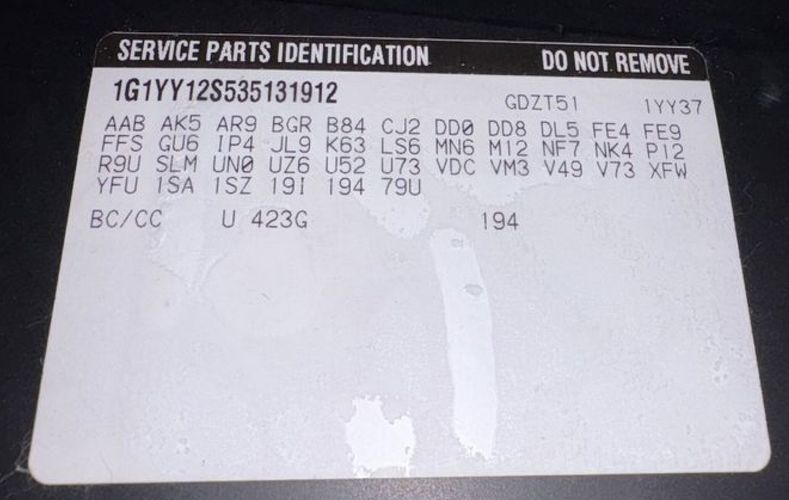 SERVICE PARTS IDENTIFICATION DO NOT REMOVE
1G1YY12S535131912
GDZT51 1YY37
AAB AK5 AR9 BGR B84 CJ2 DD0 DD8 DL5 FE4 FE9
FFS GU6 IP4 JL9 K63 LS6 MN6 M12 NF7 NK4 P12
R9U SLM UN0 UZ6 U52 U73 VDC VM3 V49 V73 XFW
YFU 1SA 1SZ 19I 194 79U
BC/CC U 423G 194